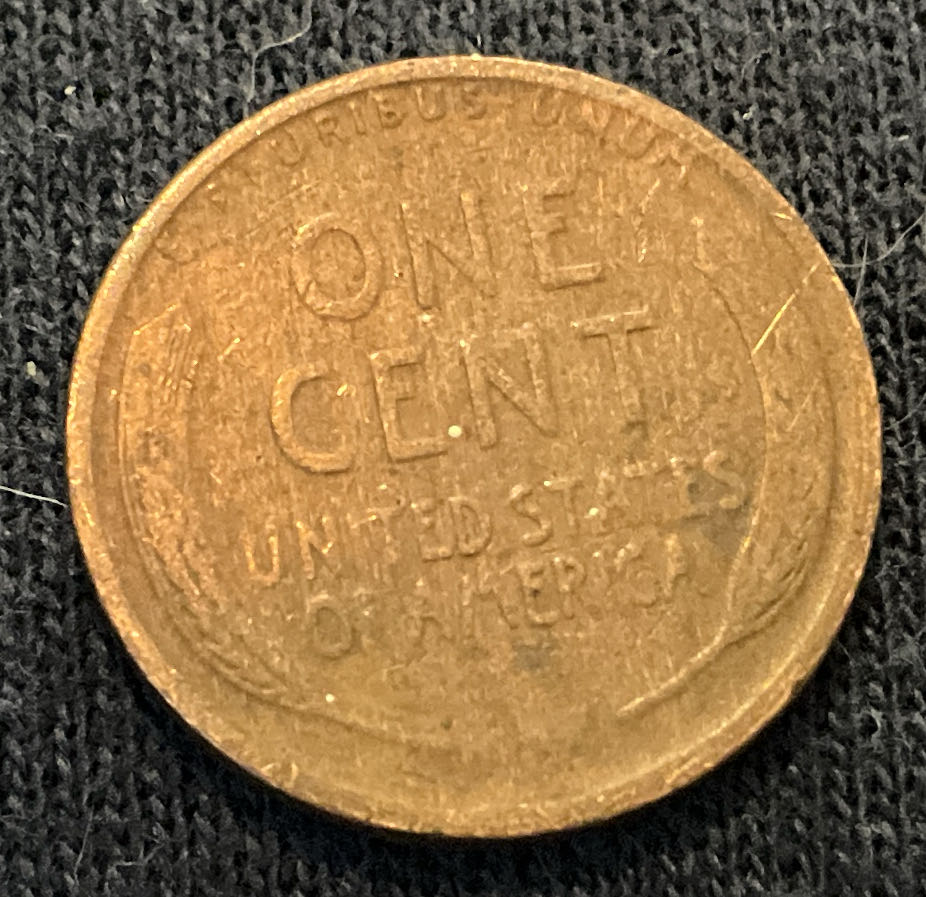 PLURIBUS UNUM
ONE
CENT
UNITED STATES
OF AMERICA